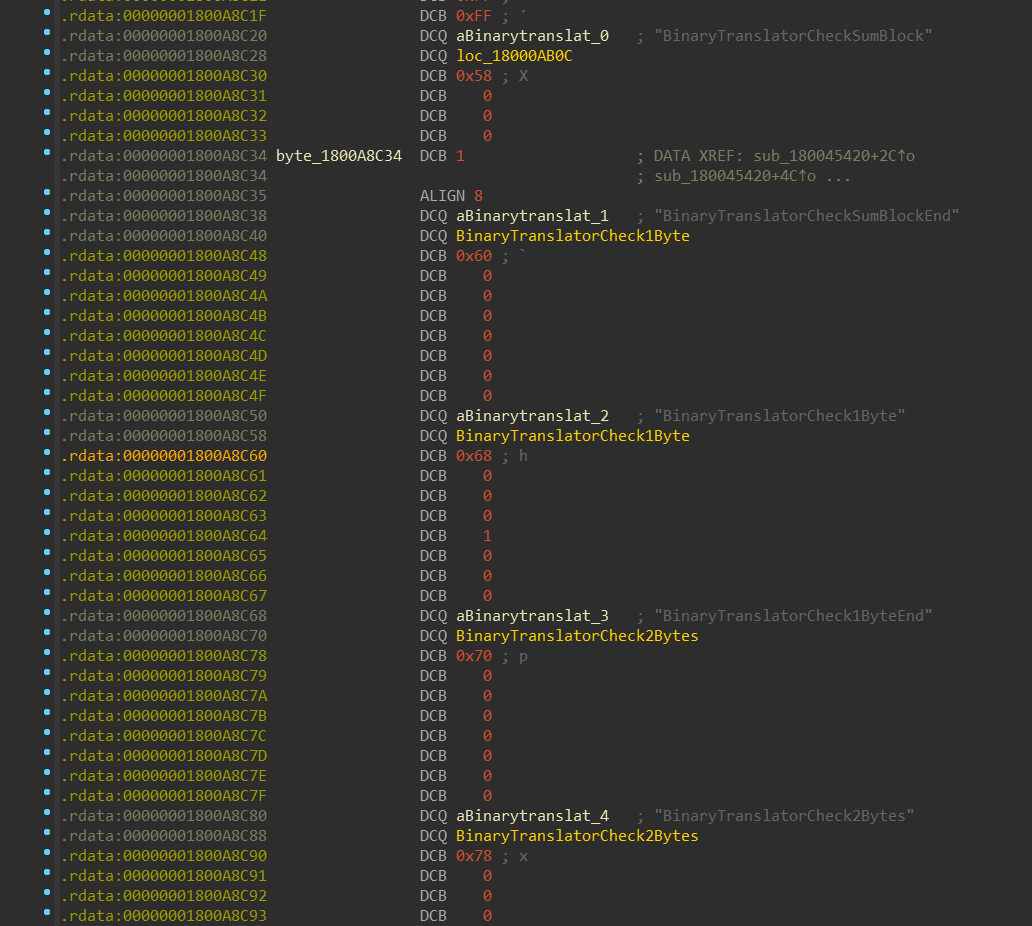 .rdata:00000001800A8C1F DCB 0xFF ; `
.rdata:00000001800A8C20 DCQ aBinarytranslat_0 ; "BinaryTranslatorCheckSumBlock"
.rdata:00000001800A8C28 DCQ loc_18000AB0C
.rdata:00000001800A8C30 DCB 0x58 ; X
.rdata:00000001800A8C31 DCB 0
.rdata:00000001800A8C32 DCB 0
.rdata:00000001800A8C33 DCB 0
.rdata:00000001800A8C34 byte_1800A8C34 DCB 1 ; DATA XREF: sub_180045420+2C↑o
.rdata:00000001800A8C34 ; sub_180045420+4C↑o ...
.rdata:00000001800A8C35 ALIGN 8
.rdata:00000001800A8C38 DCQ aBinarytranslat_1 ; "BinaryTranslatorCheckSumBlockEnd"
.rdata:00000001800A8C40 DCQ BinaryTranslatorCheck1Byte
.rdata:00000001800A8C48 DCB 0x60 ; `
.rdata:00000001800A8C49 DCB 0
.rdata:00000001800A8C4A DCB 0
.rdata:00000001800A8C4B DCB 0
.rdata:00000001800A8C4C DCB 0
.rdata:00000001800A8C4D DCB 0
.rdata:00000001800A8C4E DCB 0
.rdata:00000001800A8C4F DCB 0
.rdata:00000001800A8C50 DCQ aBinarytranslat_2 ; "BinaryTranslatorCheck1Byte"
.rdata:00000001800A8C58 DCQ BinaryTranslatorCheck1Byte
.rdata:00000001800A8C60 DCB 0x68 ; h
.rdata:00000001800A8C61 DCB 0
.rdata:00000001800A8C62 DCB 0
.rdata:00000001800A8C63 DCB 0
.rdata:00000001800A8C64 DCB 1
.rdata:00000001800A8C65 DCB 0
.rdata:00000001800A8C66 DCB 0
.rdata:00000001800A8C67 DCB 0
.rdata:00000001800A8C68 DCQ aBinarytranslat_3 ; "BinaryTranslatorCheck1ByteEnd"
.rdata:00000001800A8C70 DCQ BinaryTranslatorCheck2Bytes
.rdata:00000001800A8C78 DCB 0x70 ; p
.rdata:00000001800A8C79 DCB 0
.rdata:00000001800A8C7A DCB 0
.rdata:00000001800A8C7B DCB 0
.rdata:00000001800A8C7C DCB 0
.rdata:00000001800A8C7D DCB 0
.rdata:00000001800A8C7E DCB 0
.rdata:00000001800A8C7F DCB 0
.rdata:00000001800A8C80 DCQ aBinarytranslat_4 ; "BinaryTranslatorCheck2Bytes"
.rdata:00000001800A8C88 DCQ BinaryTranslatorCheck2Bytes
.rdata:00000001800A8C90 DCB 0x78 ; x
.rdata:00000001800A8C91 DCB 0
.rdata:00000001800A8C92 DCB 0
.rdata:00000001800A8C93 DCB 0